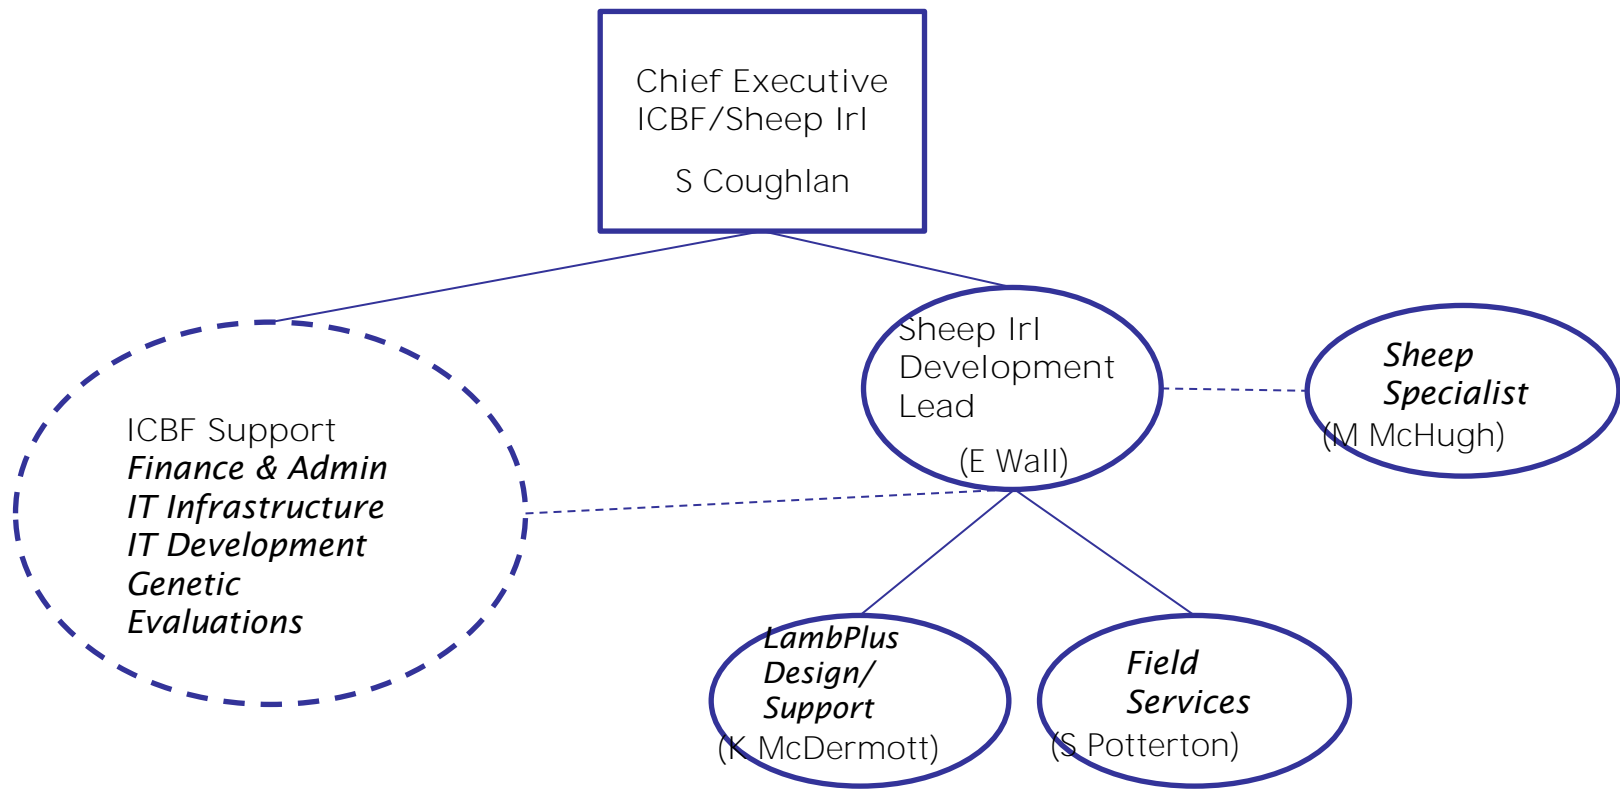 Chief Executive
ICBF/Sheep Irl
S Coughlan
Sheep Irl
Development
Lead
(E Wall)
Sheep
Specialist
(M McHugh)
ICBF Support
Finance & Admin
IT Infrastructure
IT Development
Genetic
Evaluations
LambPlus
Design/
Support
(K McDermott)
Field
Services
(S Potterton)